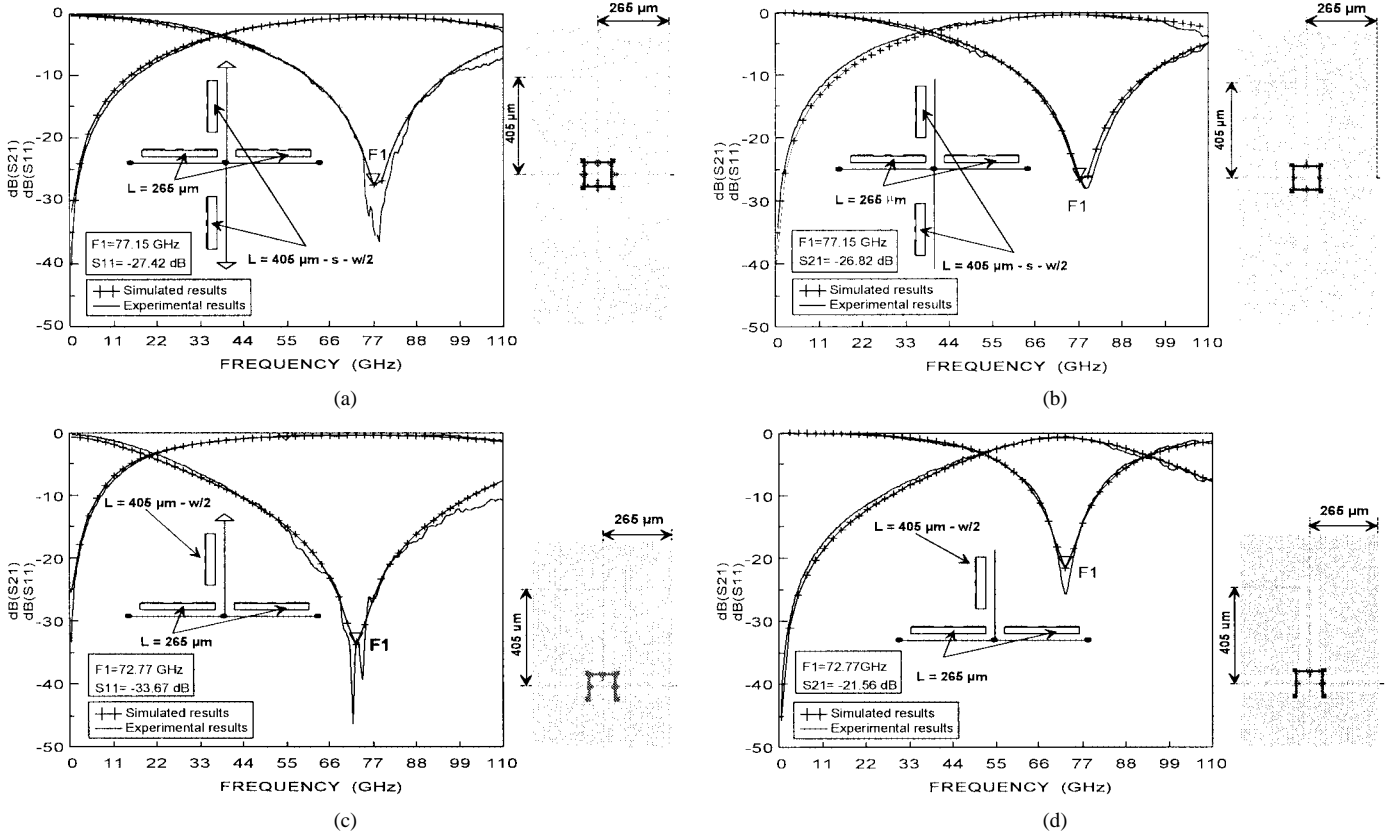 265 µm
0
-10
-20
-30
-40
-50
dB(S21)
dB(S11)
L = 265 µm
F1
F1=77.15 GHz
S11= -27.42 dB
L = 405 µm - s - w/2
Simulated results
Experimental results
0 11 22 33 44 55 66 77 88 99 110
FREQUENCY (GHz)
405 µm
(a)
265 µm
0
-10
-20
-30
-40
-50
dB(S21)
dB(S11)
L = 265 µm
F1
F1=77.15 GHz
S21= -26.82 dB
L = 405 µm - s - w/2
Simulated results
Experimental results
0 11 22 33 44 55 66 77 88 99 110
FREQUENCY (GHz)
405 µm
(b)
0
-10
-20
-30
-40
-50
dB(S21)
dB(S11)
L = 405 µm - w/2
L = 265 µm
F1
F1=72.77 GHz
S11= -33.67 dB
Simulated results
Experimental results
0 11 22 33 44 55 66 77 88 99 110
FREQUENCY (GHz)
265 µm
405 µm
(c)
0
-10
-20
-30
-40
-50
dB(S21)
dB(S11)
L = 405 µm - w/2
F1
L = 265 µm
F1=72.77GHz
S21= -21.56 dB
Simulated results
Experimental results
0 11 22 33 44 55 66 77 88 99 110
FREQUENCY (GHz)
265 µm
405 µm
(d)